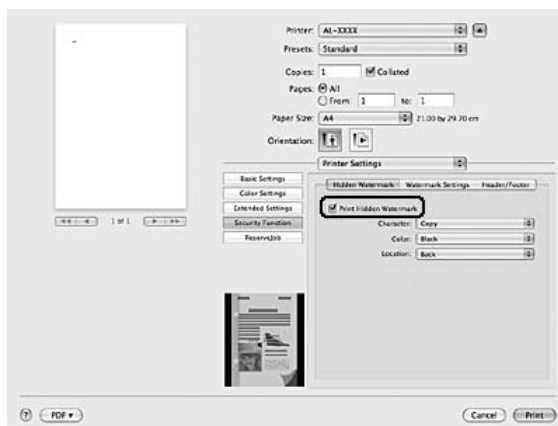 Printer: AL-XXXX
Presets: Standard
Copies: 1 Collated
Pages: All
From: 1 to: 1
Paper Size: A4 21.00 by 29.70 cm
Orientation:
Printer Settings
Basic Settings
Color Settings
Extended Settings
Security Function
ReserveJob
Hidden Watermark Watermark Settings Header/Footer
Print Hidden Watermark
Character: Copy
Color: Black
Location: Back
1 of 1
? PDF Cancel Print